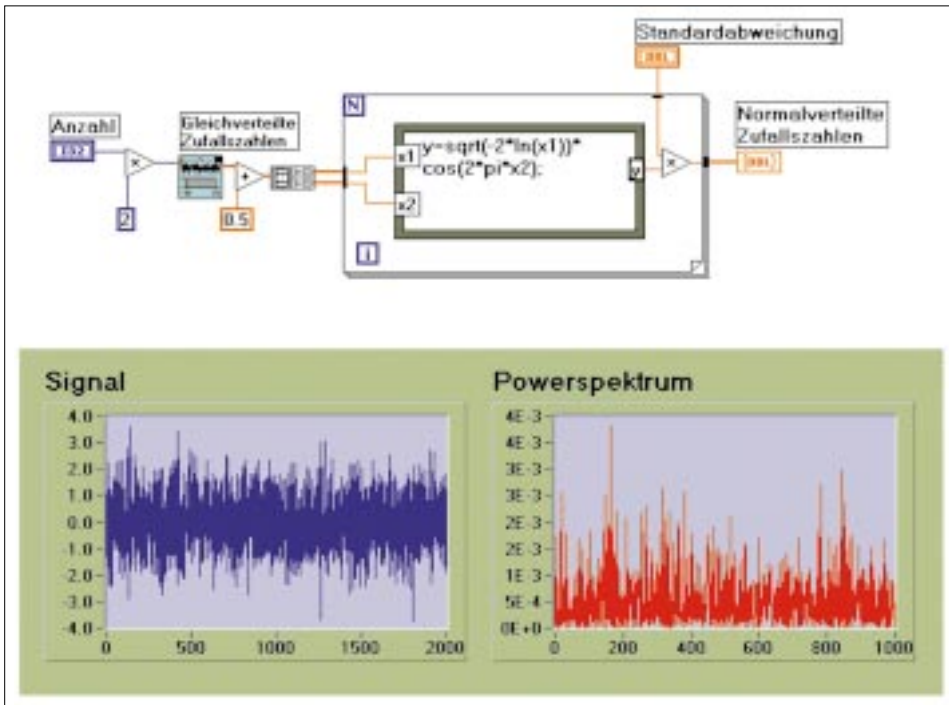 Standardabweichung
DBL
N
Normalverteilte
Zufallszahlen
Anzahl
Gleichverteilte
Zufallszahlen
x1
y=sqrt(-2*ln(x1))*
cos(2*pi*x2);
y
×
DBL
×
+
x2
2
0.5
i
Signal
Powerspektrum
4.0
3.0
2.0
1.0
0.0
-1.0
-2.0
-3.0
-4.0
0
500
1000
1500
2000
4E-3
4E-3
3E-3
3E-3
2E-3
2E-3
1E-3
5E-4
0E+0
0
200
400
600
800
1000